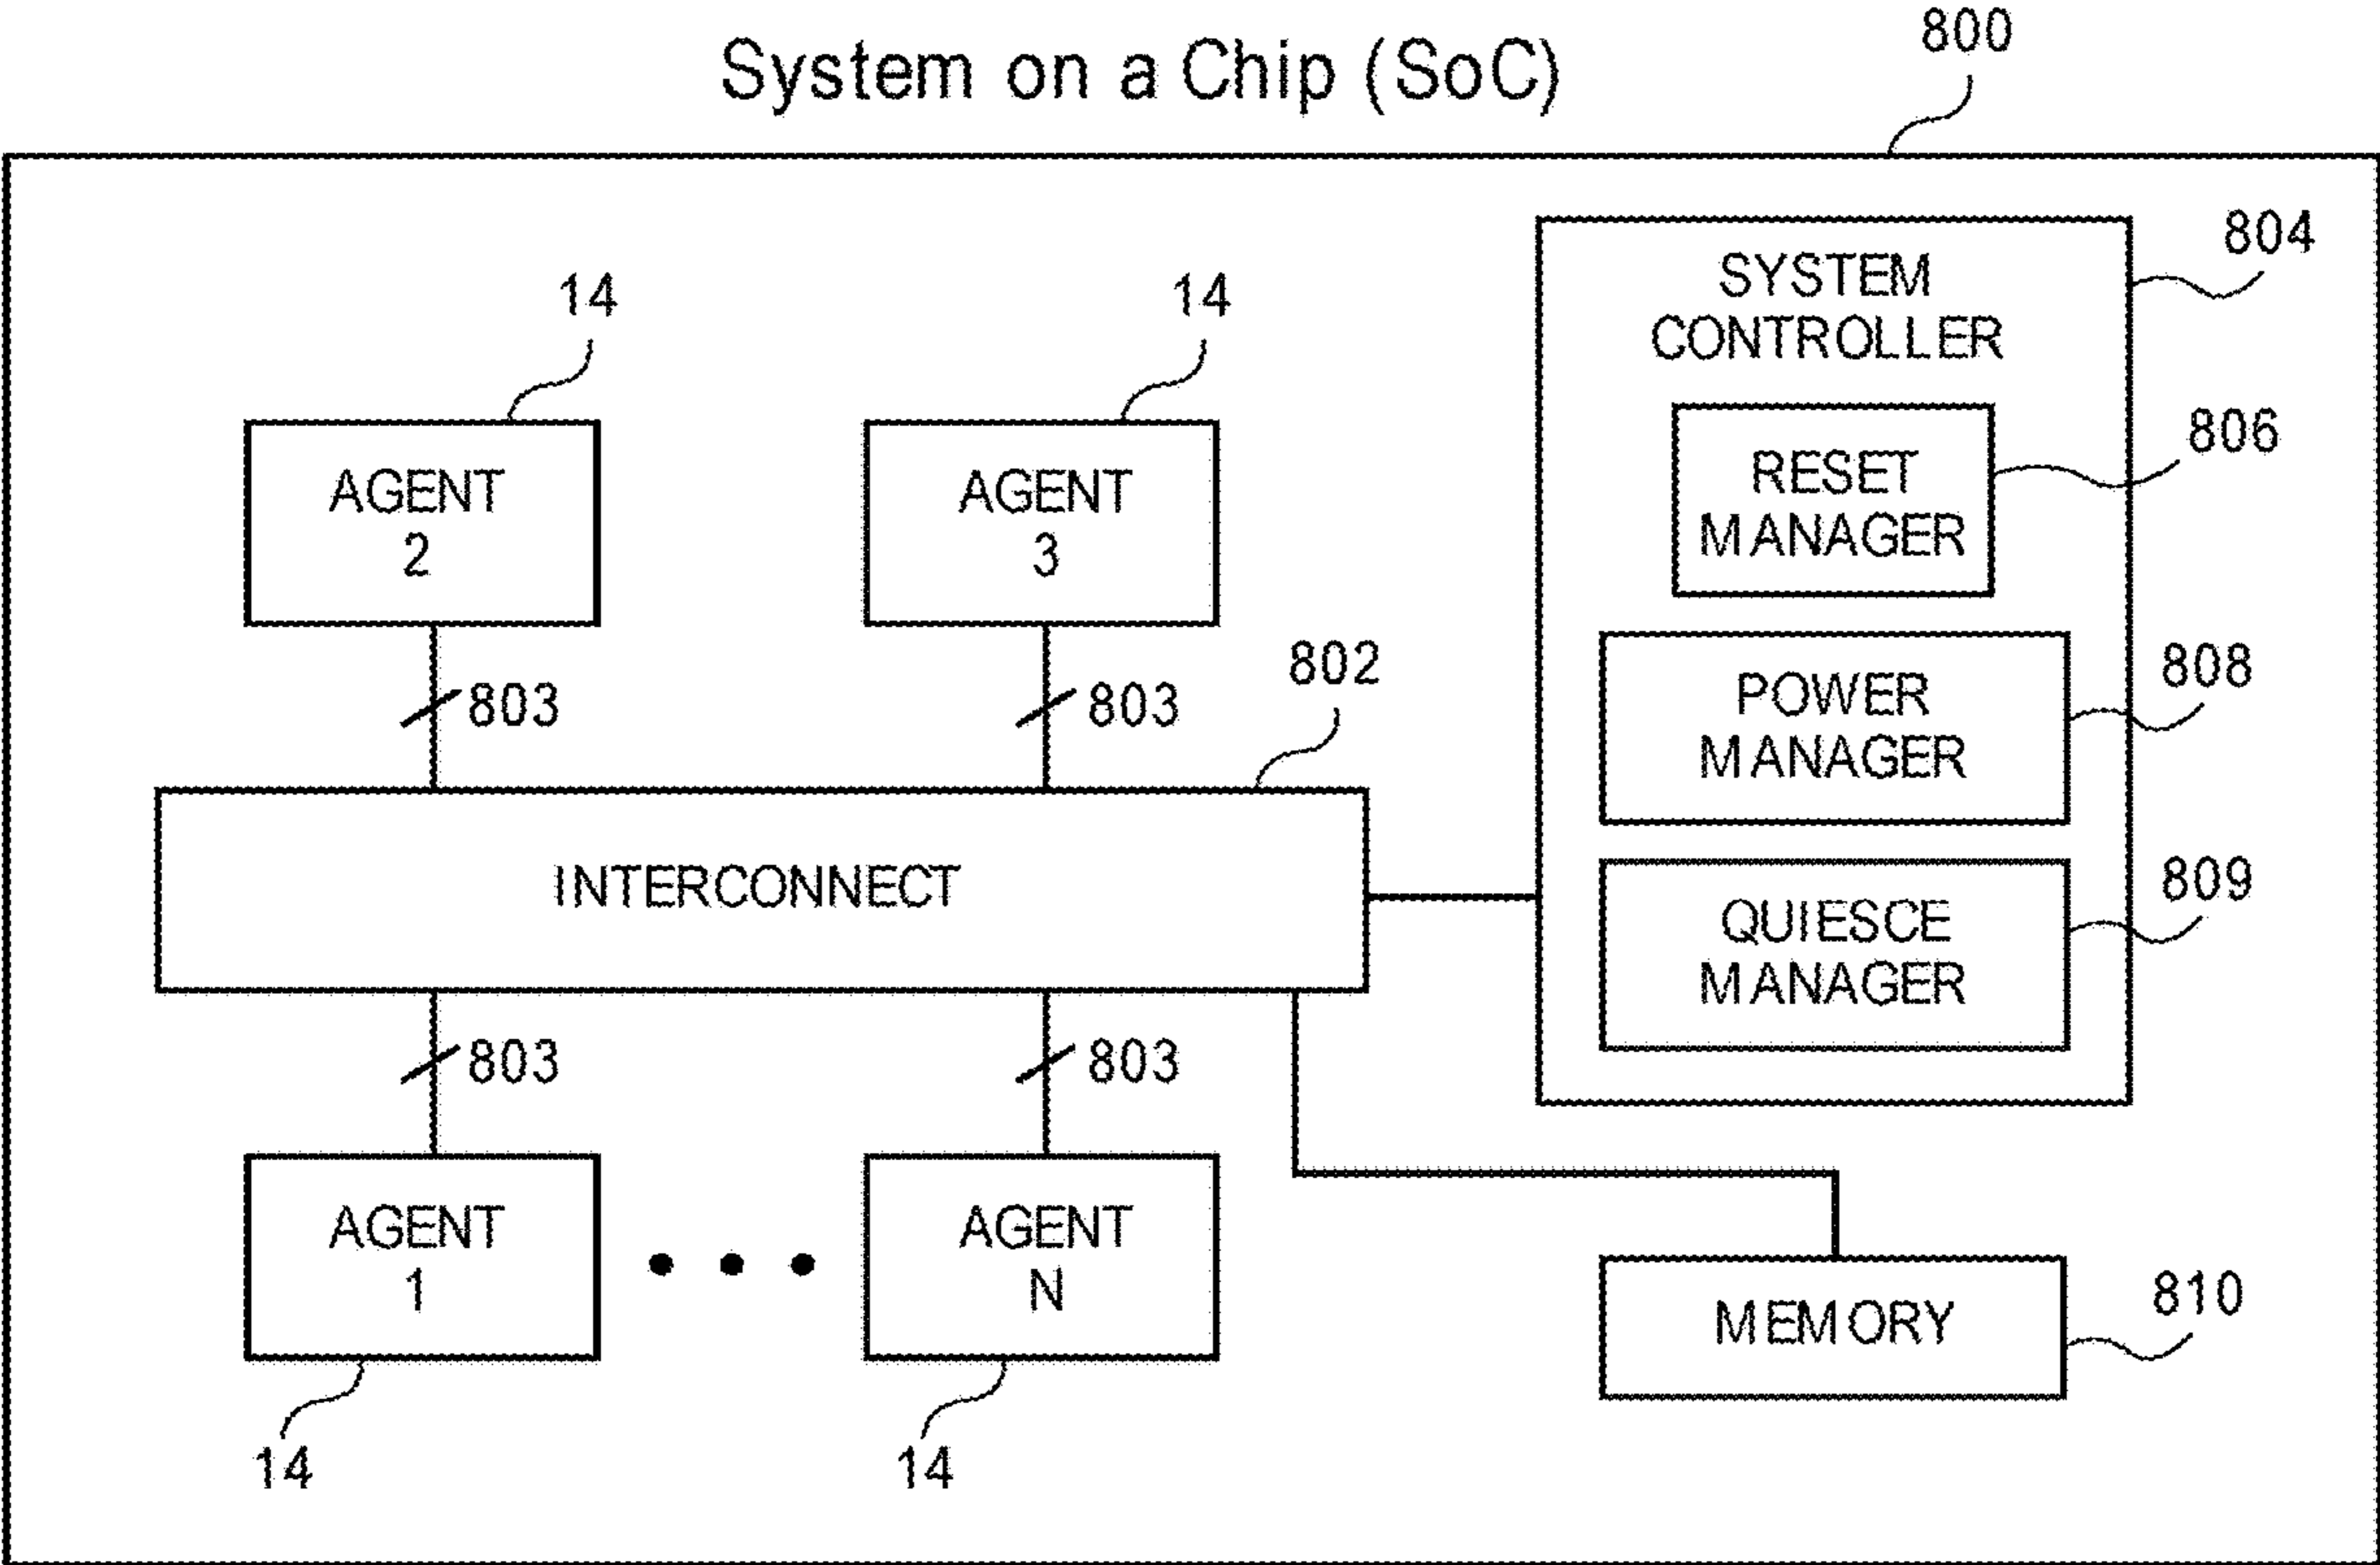 System on a Chip (SoC)
800
804
SYSTEM
CONTROLLER
14
14
AGENT
2
AGENT
3
806
RESET
MANAGER
803
803
802
808
POWER
MANAGER
INTERCONNECT
809
QUIESCE
MANAGER
803
803
AGENT
1
AGENT
N
810
MEMORY
14
14